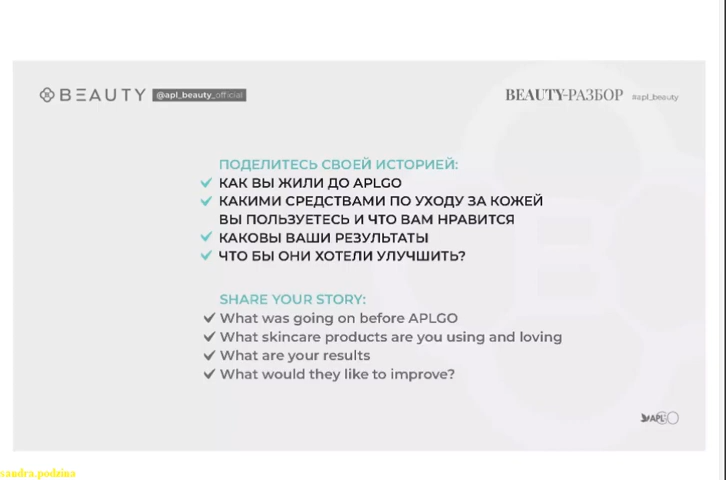 BEAUTY @apl_beauty_official
BEAUTY-РАЗБОР #apl_beauty
ПОДЕЛИТЕСЬ СВОЕЙ ИСТОРИЕЙ:
КАК ВЫ ЖИЛИ ДО APLGO
КАКИМИ СРЕДСТВАМИ ПО УХОДУ ЗА КОЖЕЙ
ВЫ ПОЛЬЗУЕТЕСЬ И ЧТО ВАМ НРАВИТСЯ
КАКОВЫ ВАШИ РЕЗУЛЬТАТЫ
ЧТО БЫ ОНИ ХОТЕЛИ УЛУЧШИТЬ?
SHARE YOUR STORY:
What was going on before APLGO
What skincare products are you using and loving
What are your results
What would they like to improve?
APLGO
sandra.podzina